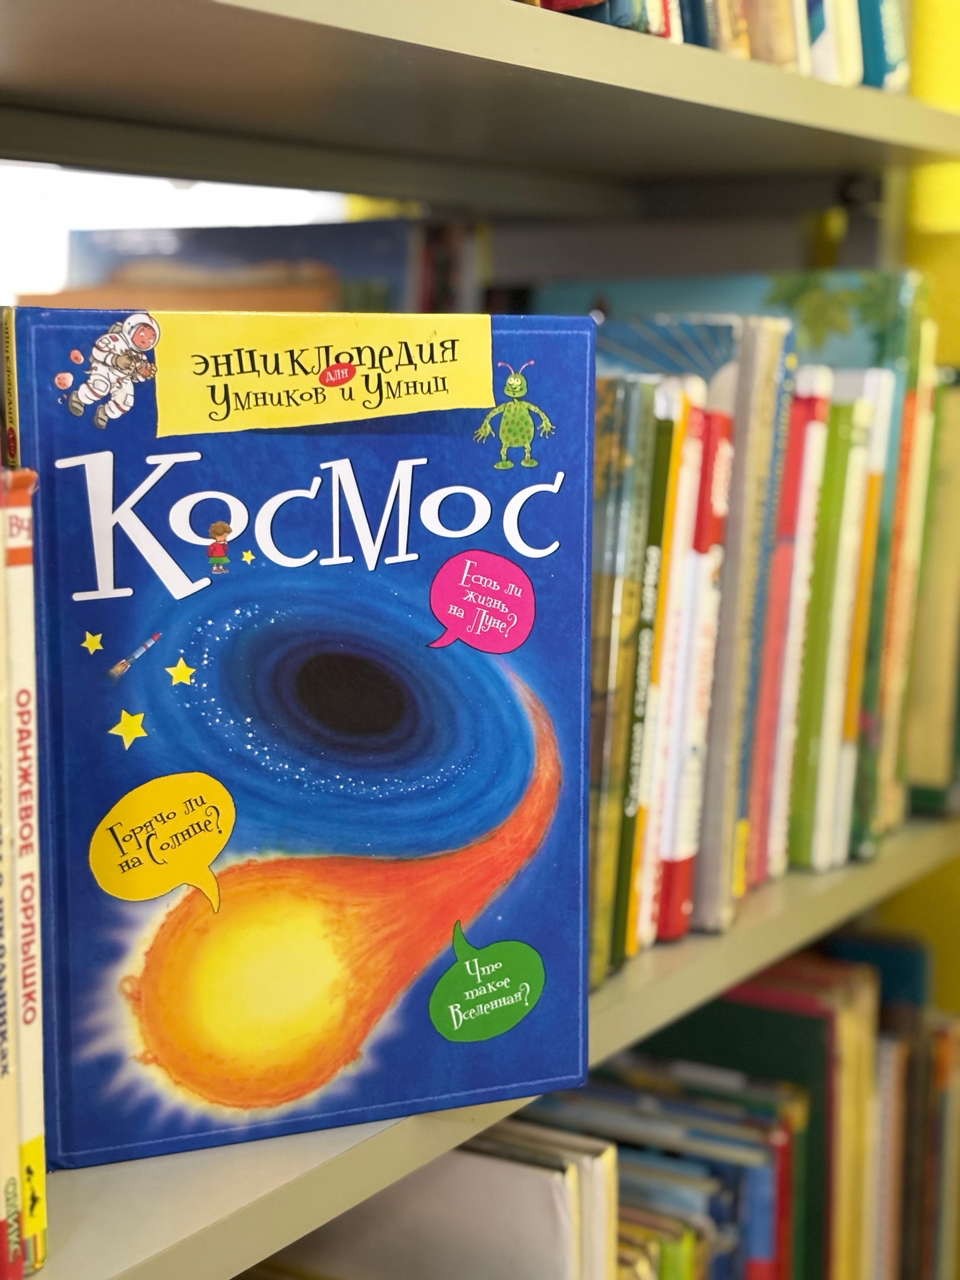 энциклопедия
для
Умников и Умниц
Космос
Есть ли
жизнь
на Луне?
Горячо ли
на Солнце?
Что
такое
Вселенная?
ВЧ
ОРАНЖЕВОЕ ГОРЛЫШКО